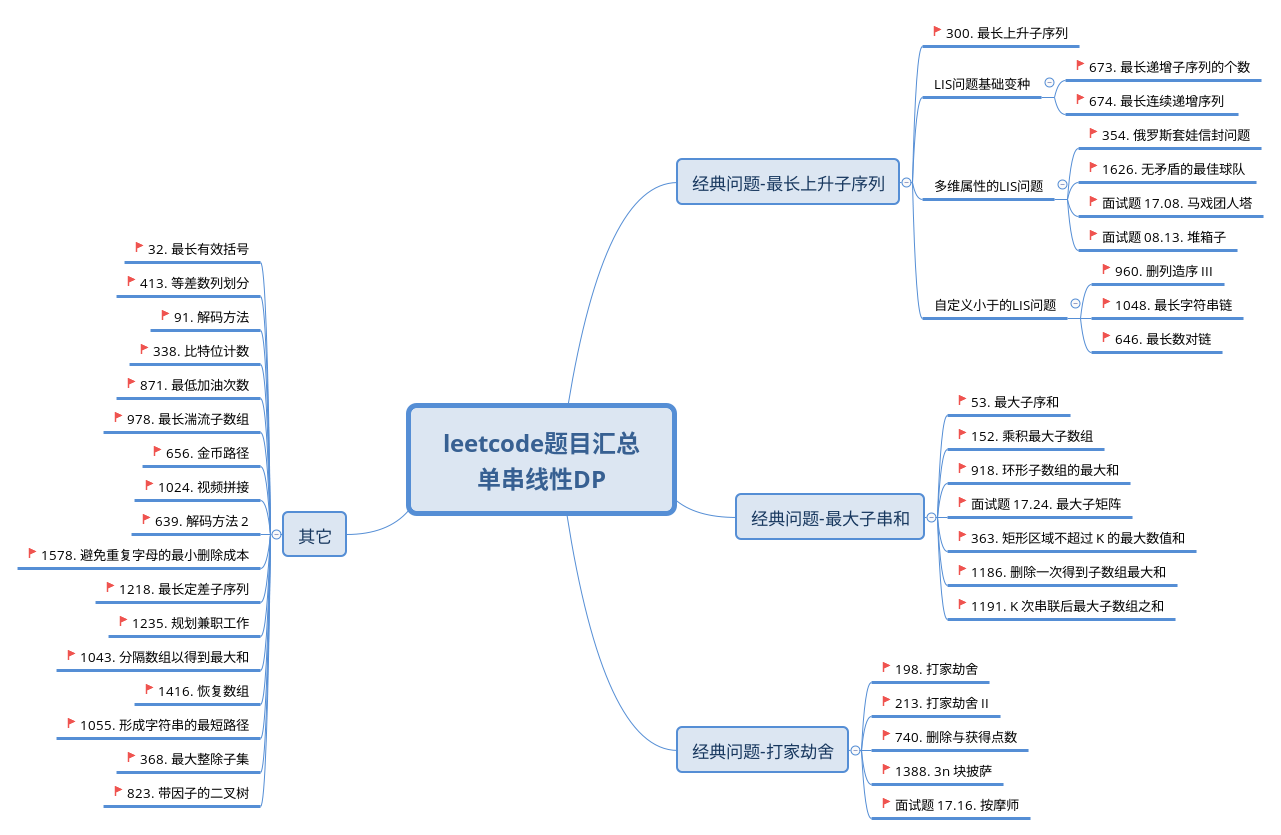 leetcode题目汇总
单串线性DP
经典问题-最长上升子序列
300. 最长上升子序列
LIS问题基础变种
673. 最长递增子序列的个数
674. 最长连续递增序列
多维属性的LIS问题
354. 俄罗斯套娃信封问题
1626. 无矛盾的最佳球队
面试题 17.08. 马戏团人塔
面试题 08.13. 堆箱子
自定义小于的LIS问题
960. 删列造序 III
1048. 最长字符串链
646. 最长数对链
经典问题-最大子串和
53. 最大子序和
152. 乘积最大子数组
918. 环形子数组的最大和
面试题 17.24. 最大子矩阵
363. 矩形区域不超过 K 的最大数值和
1186. 删除一次得到子数组最大和
1191. K 次串联后最大子数组之和
经典问题-打家劫舍
198. 打家劫舍
213. 打家劫舍 II
740. 删除与获得点数
1388. 3n 块披萨
面试题 17.16. 按摩师
其它
32. 最长有效括号
413. 等差数列划分
91. 解码方法
338. 比特位计数
871. 最低加油次数
978. 最长湍流子数组
656. 金币路径
1024. 视频拼接
639. 解码方法 2
1578. 避免重复字母的最小删除成本
1218. 最长定差子序列
1235. 规划兼职工作
1043. 分隔数组以得到最大和
1416. 恢复数组
1055. 形成字符串的最短路径
368. 最大整除子集
823. 带因子的二叉树